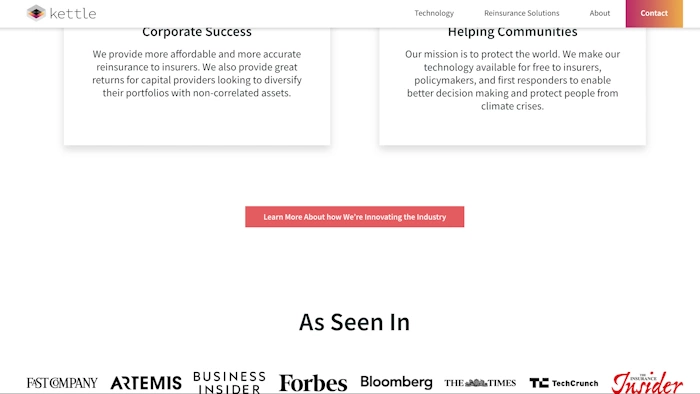 kettle
Technology
Reinsurance Solutions
About
Contact
Corporate Success
We provide more affordable and more accurate
reinsurance to insurers. We also provide great
returns for capital providers looking to diversify
their portfolios with non-correlated assets.
Helping Communities
Our mission is to protect the world. We make our
technology available for free to insurers,
policymakers, and first responders to enable
better decision making and protect people from
climate crises.
Learn More About how We're Innovating the Industry
As Seen In
FAST COMPANY
ARTEMIS
BUSINESS
INSIDER
Forbes
Bloomberg
THE TIMES
TC TechCrunch
THE INSURANCE
Insider